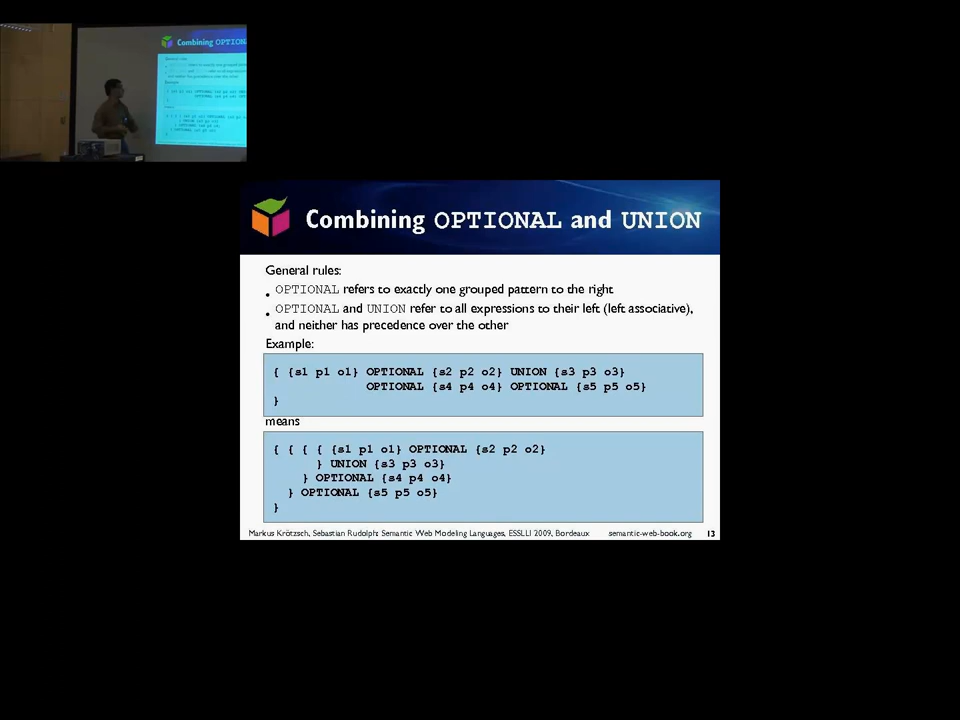 Combining OPTIONAL and UNION
General rules:
• OPTIONAL refers to exactly one grouped pattern to the right
• OPTIONAL and UNION refer to all expressions to their left (left associative),
and neither has precedence over the other
Example:
{ {s1 p1 o1} OPTIONAL {s2 p2 o2} UNION {s3 p3 o3}
OPTIONAL {s4 p4 o4} OPTIONAL {s5 p5 o5}
}
means
{ { { { {s1 p1 o1} OPTIONAL {s2 p2 o2}
} UNION {s3 p3 o3}
} OPTIONAL {s4 p4 o4}
} OPTIONAL {s5 p5 o5}
}
Markus Krötzsch, Sebastian Rudolph: Semantic Web Modeling Languages, ESSLLI 2009, Bordeaux semantic-web-book.org 13